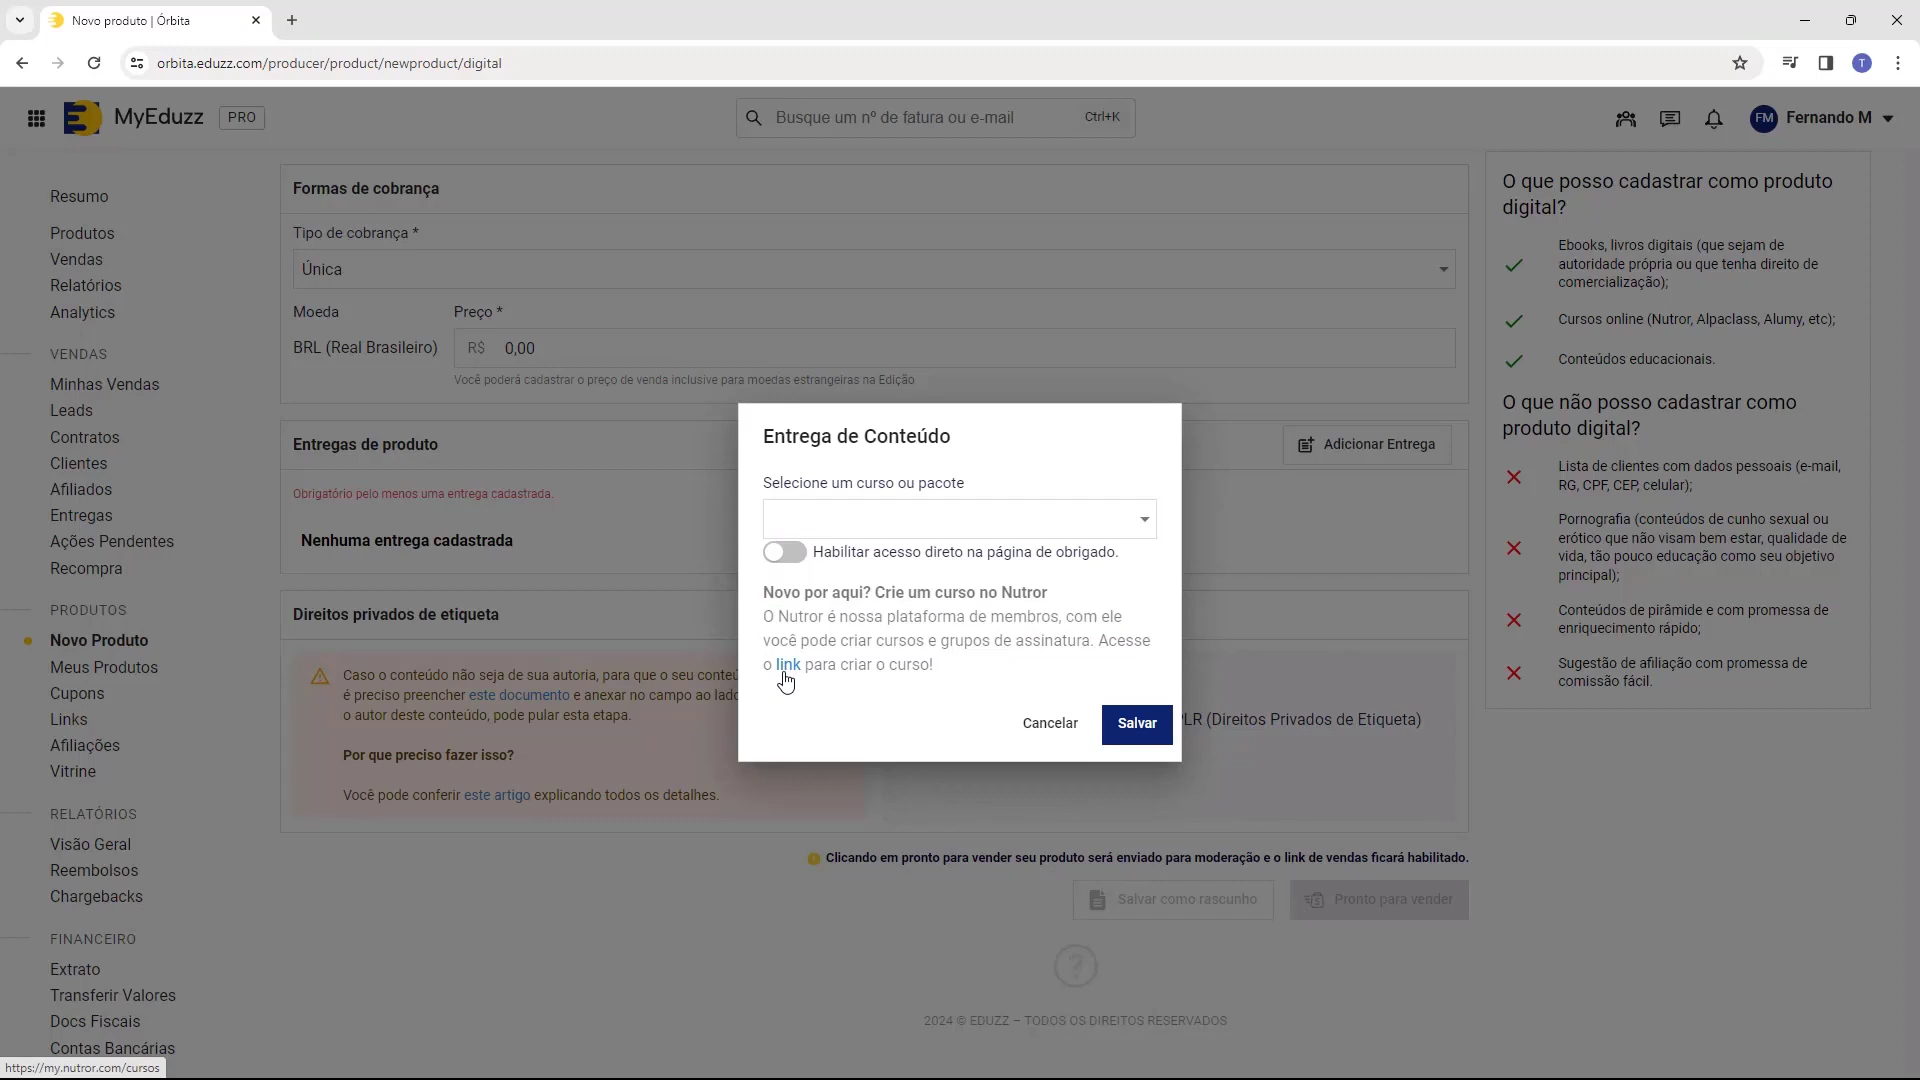 Novo produto | Órbita
orbita.eduzz.com/producer/product/newproduct/digital
T
MyEduzz
PRO
Busque um nº de fatura ou e-mail
Ctrl+K
FM
Fernando M
Resumo
Produtos
Vendas
Relatórios
Analytics
VENDAS
Minhas Vendas
Leads
Contratos
Clientes
Afiliados
Entregas
Ações Pendentes
Recompra
PRODUTOS
Novo Produto
Meus Produtos
Cupons
Links
Afiliações
Vitrine
RELATÓRIOS
Visão Geral
Reembolsos
Chargebacks
FINANCEIRO
Extrato
Transferir Valores
Docs Fiscais
Contas Bancárias
https://my.nutror.com/cursos
Formas de cobrança
Tipo de cobrança *
Única
Moeda
Preço *
BRL (Real Brasileiro)
R$ 0,00
Você poderá cadastrar o preço de venda inclusive para moedas estrangeiras na Edição
Entregas de produto
Adicionar Entrega
Obrigatório pelo menos uma entrega cadastrada.
Nenhuma entrega cadastrada
Direitos privados de etiqueta
Caso o conteúdo não seja de sua autoria, para que o seu conteú
é preciso preencher este documento e anexar no campo ao lado
o autor deste conteúdo, pode pular esta etapa.
Por que preciso fazer isso?
Você pode conferir este artigo explicando todos os detalhes.
PLR (Direitos Privados de Etiqueta)
Entrega de Conteúdo
Selecione um curso ou pacote
Habilitar acesso direto na página de obrigado.
Novo por aqui? Crie um curso no Nutror
O Nutror é nossa plataforma de membros, com ele
você pode criar cursos e grupos de assinatura. Acesse
o link para criar o curso!
Cancelar
Salvar
Clicando em pronto para vender seu produto será enviado para moderação e o link de vendas ficará habilitado.
Salvar como rascunho
Pronto para vender
?
2024 © EDUZZ – TODOS OS DIREITOS RESERVADOS
O que posso cadastrar como produto
digital?
Ebooks, livros digitais (que sejam de
autoridade própria ou que tenha direito de
comercialização);
Cursos online (Nutror, Alpaclass, Alumy, etc);
Conteúdos educacionais.
O que não posso cadastrar como
produto digital?
Lista de clientes com dados pessoais (e-mail,
RG, CPF, CEP, celular);
Pornografia (conteúdos de cunho sexual ou
erótico que não visam bem estar, qualidade de
vida, tão pouco educação como seu objetivo
principal);
Conteúdos de pirâmide e com promessa de
enriquecimento rápido;
Sugestão de afiliação com promessa de
comissão fácil.